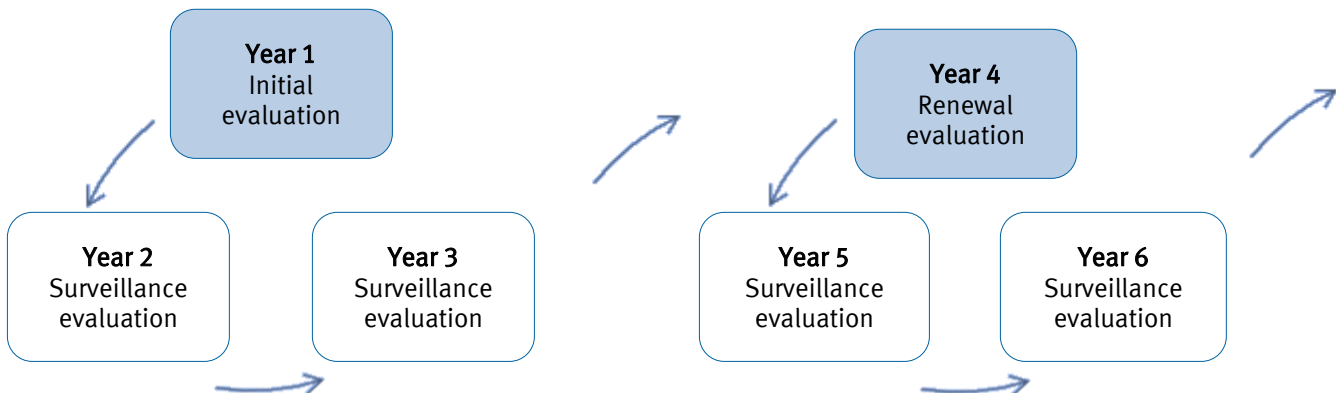 Year 1
Initial
evaluation
Year 2
Surveillance
evaluation
Year 3
Surveillance
evaluation
Year 4
Renewal
evaluation
Year 5
Surveillance
evaluation
Year 6
Surveillance
evaluation